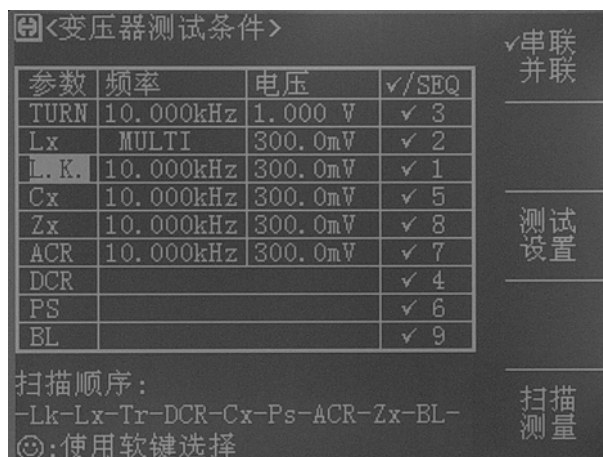 <变压器测试条件>
✓串联
并联
参数 频率 电压 ✓/SEQ
TURN 10.000kHz 1.000 V ✓ 3
Lx MULTI 300.0mV ✓ 2
L.K. 10.000kHz 300.0mV ✓ 1
Cx 10.000kHz 300.0mV ✓ 5
Zx 10.000kHz 300.0mV ✓ 8
ACR 10.000kHz 300.0mV ✓ 7
DCR ✓ 4
PS ✓ 6
BL ✓ 9
测试
设置
扫描顺序:
-Lk-Lx-Tr-DCR-Cx-Ps-ACR-Zx-BL-
☺:使用软键选择
扫描
测量